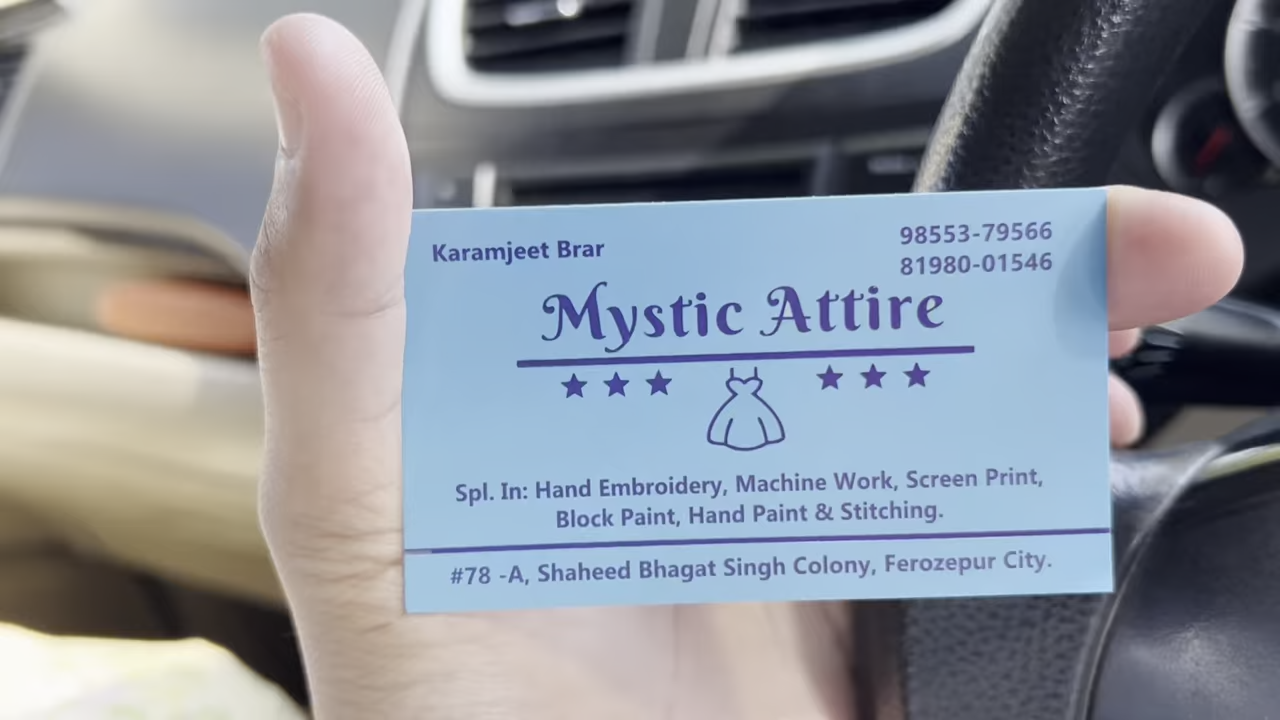 Karamjeet Brar
98553-79566
81980-01546
Mystic Attire
Spl. In: Hand Embroidery, Machine Work, Screen Print,
Block Paint, Hand Paint & Stitching.
#78 -A, Shaheed Bhagat Singh Colony, Ferozepur City.